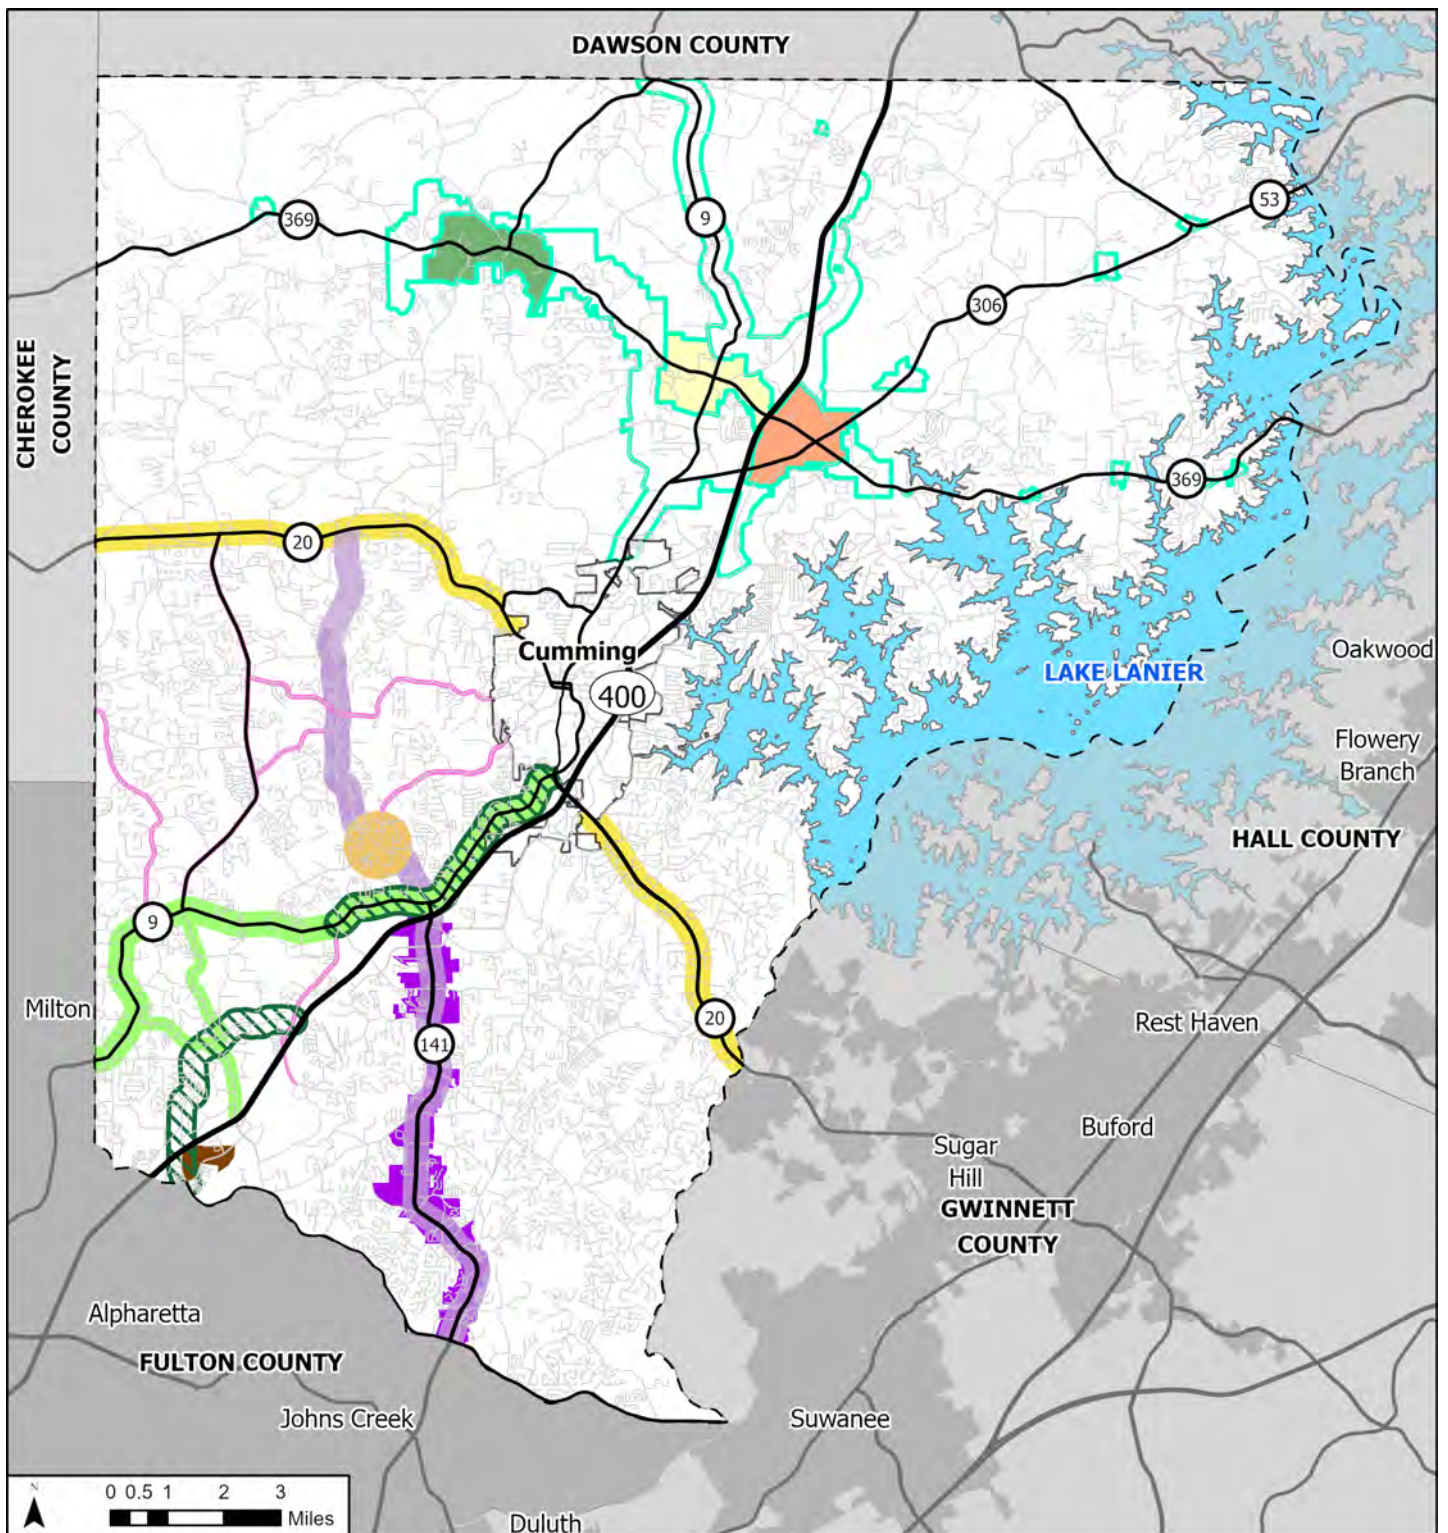 DAWSON COUNTY
53
369
9
306
CHEROKEE
COUNTY
369
20
Cumming
Oakwood
LAKE LANIER
400
Flowery
Branch
HALL COUNTY
9
Milton
20
Rest Haven
141
Buford
Sugar
Hill
GWINNETT
COUNTY
Alpharetta
FULTON COUNTY
Johns Creek
Suwanee
N
0 0.5 1 2 3
Miles
Duluth